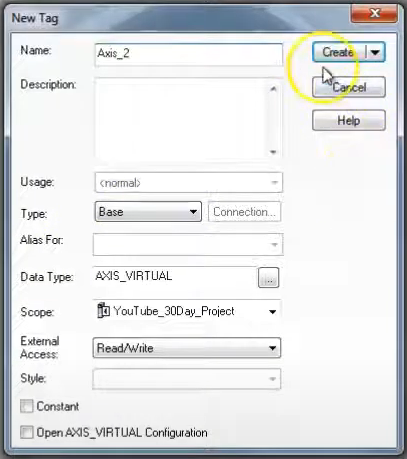 New Tag
Name: Axis_2 Create
Description: Cancel
Help
Usage: <normal>
Type: Base Connection...
Alias For:
Data Type: AXIS_VIRTUAL ...
Scope: YouTube_30Day_Project
External
Access: Read/Write
Style:
Constant
Open AXIS_VIRTUAL Configuration